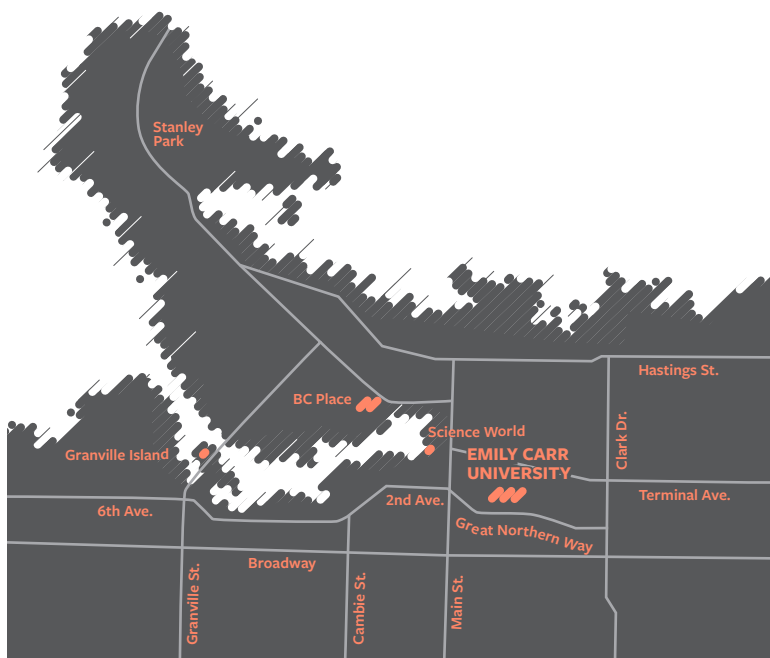 Stanley
Park
Hastings St.
BC Place
Clark Dr.
Science World
Granville Island
EMILY CARR
UNIVERSITY
Terminal Ave.
2nd Ave.
6th Ave.
Great Northern Way
Broadway
Granville St.
Cambie St.
Main St.